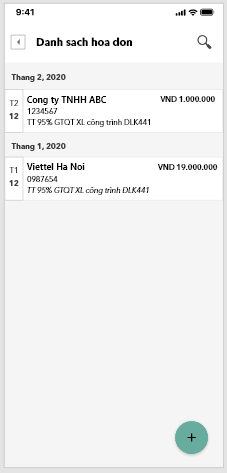 9:41
Danh sach hoa don
Thang 2, 2020
T2
12
Cong ty TNHH ABC
VND 1.000.000
1234567
TT 95% GTQT XL công trình DLK441
Thang 1, 2020
T1
12
Viettel Ha Noi
VND 19.000.000
0987654
TT 95% GTQT XL công trình DLK441
+